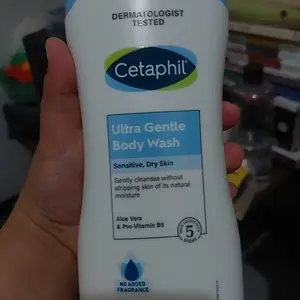 DERMATOLOGIST
TESTED
Cetaphil
Ultra Gentle
Body Wash
Sensitive, Dry Skin
Gently cleanses without
stripping skin of its natural
moisture
Aloe Vera
& Pro-Vitamin B5
5
NO ADDED
FRAGRANCE